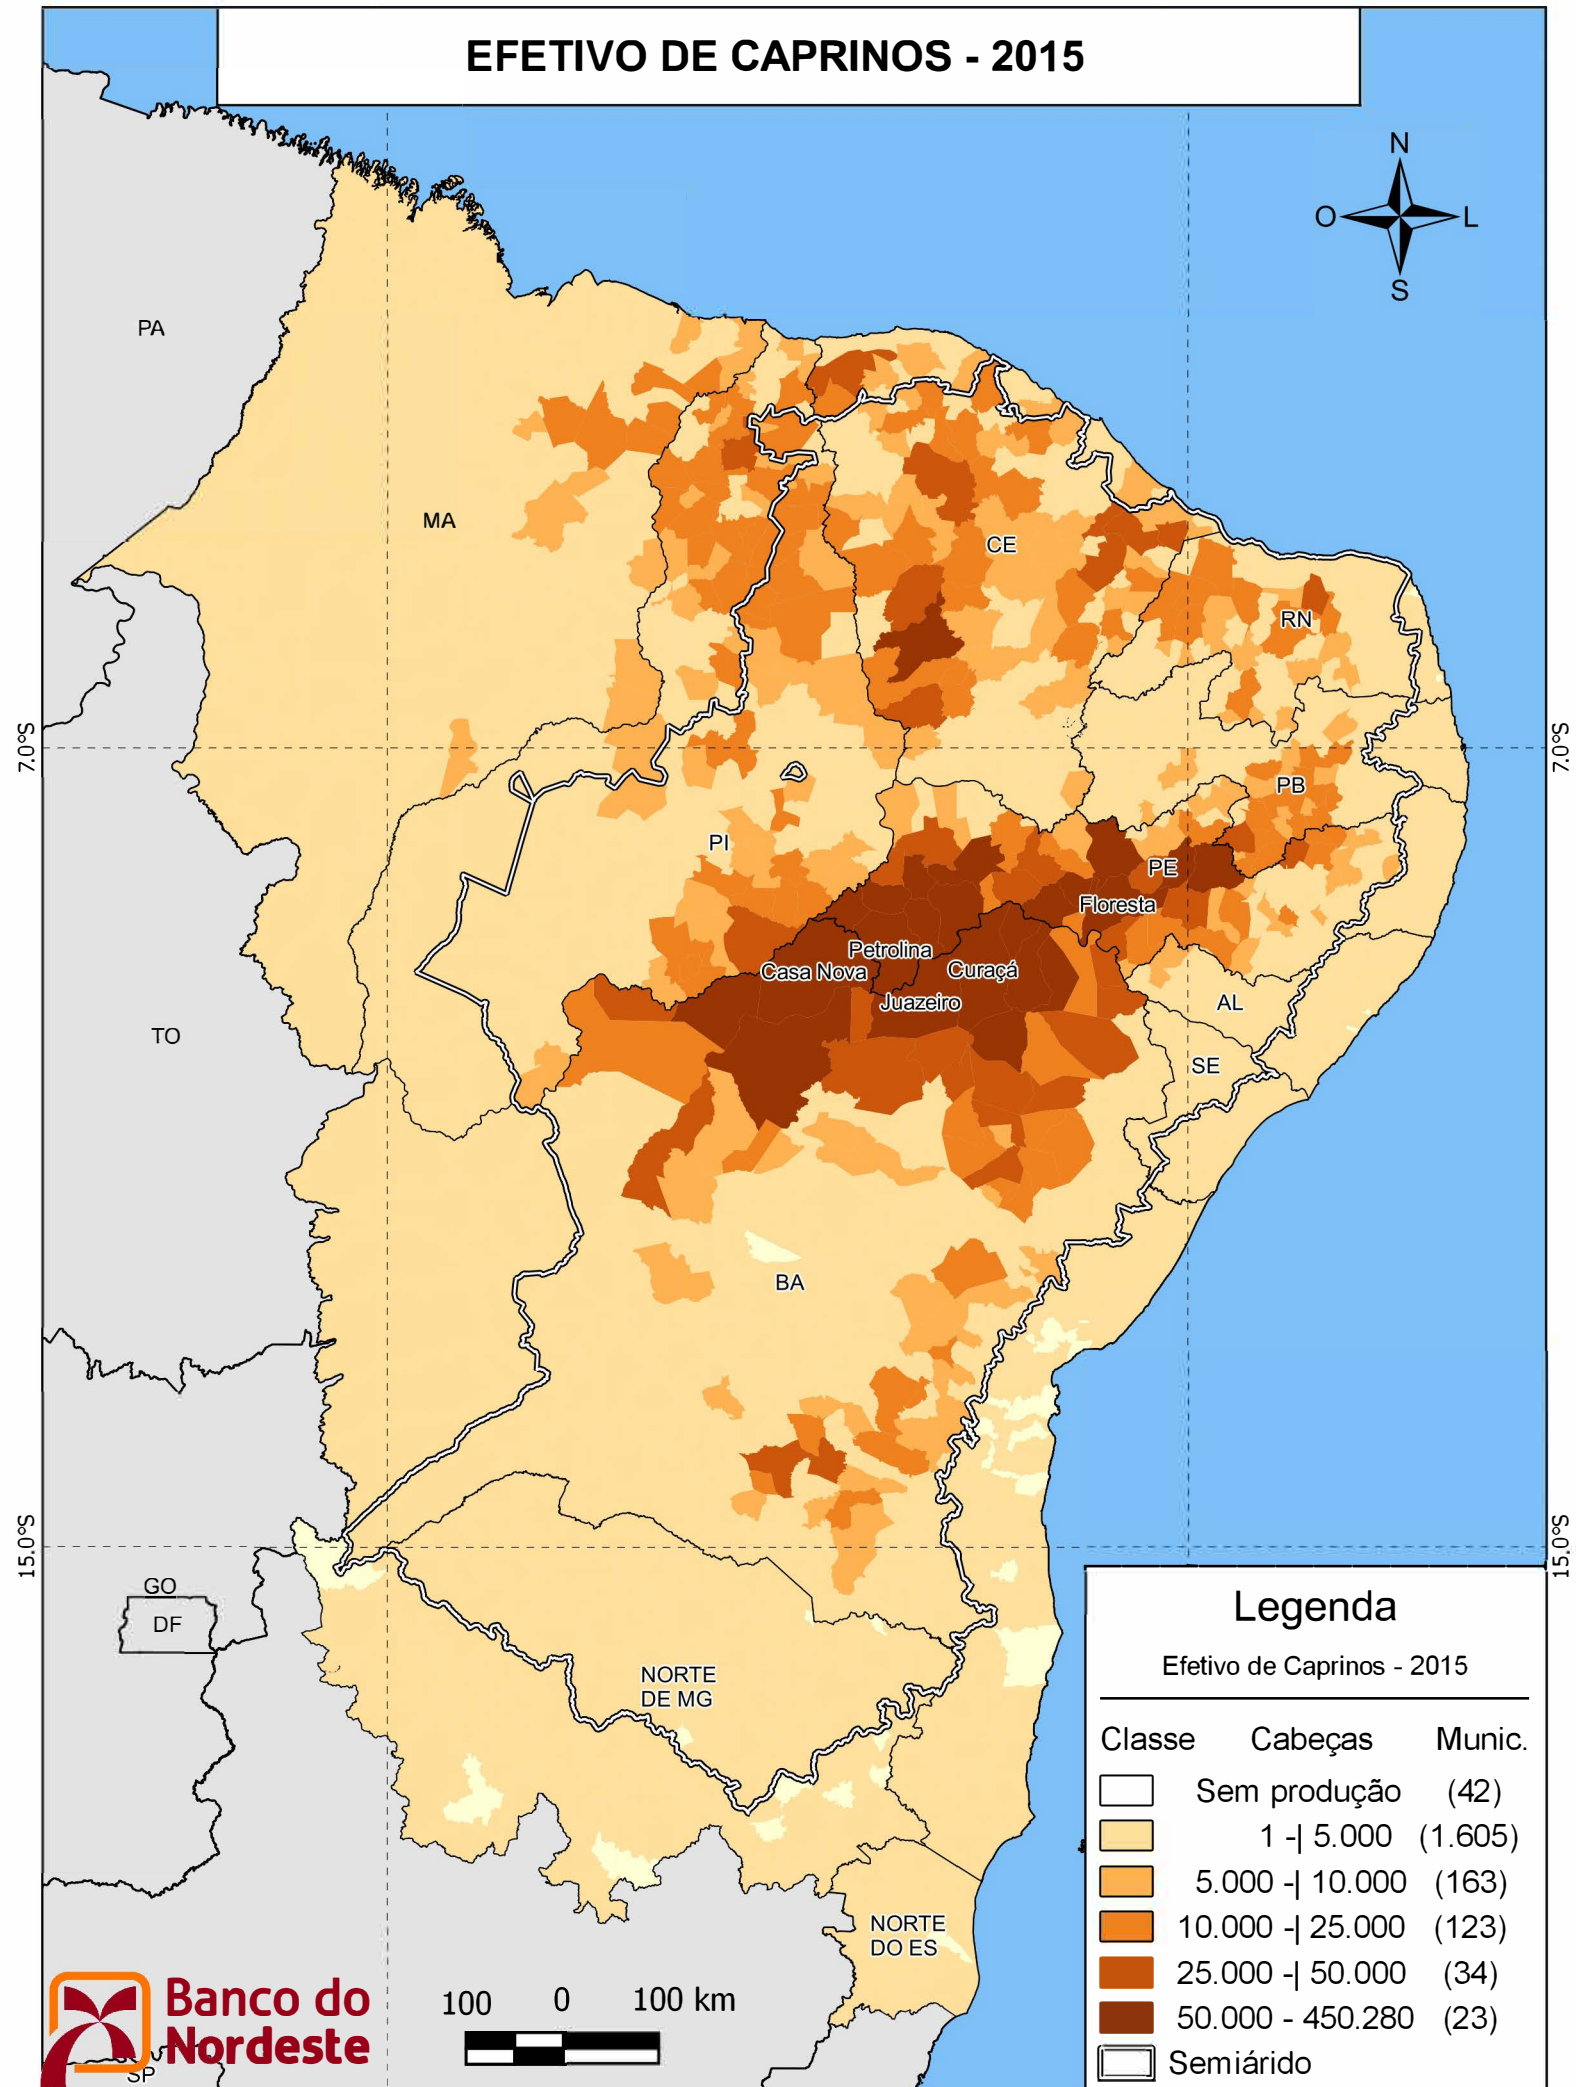 EFETIVO DE CAPRINOS - 2015
N
O L
S
PA
MA
CE
RN
7.0°S
7.0°S
PB
PI
PE
Floresta
Petrolina
Casa Nova
Curaçá
Juazeiro
AL
TO
SE
BA
15.0°S
15.0°S
GO
DF
NORTE
DE MG
NORTE
DO ES
Legenda
Efetivo de Caprinos - 2015
Classe Cabeças Munic.
Sem produção (42)
1 -| 5.000 (1.605)
5.000 -| 10.000 (163)
10.000 -| 25.000 (123)
25.000 -| 50.000 (34)
50.000 - 450.280 (23)
Semiárido
Banco do
Nordeste
SP
100 0 100 km